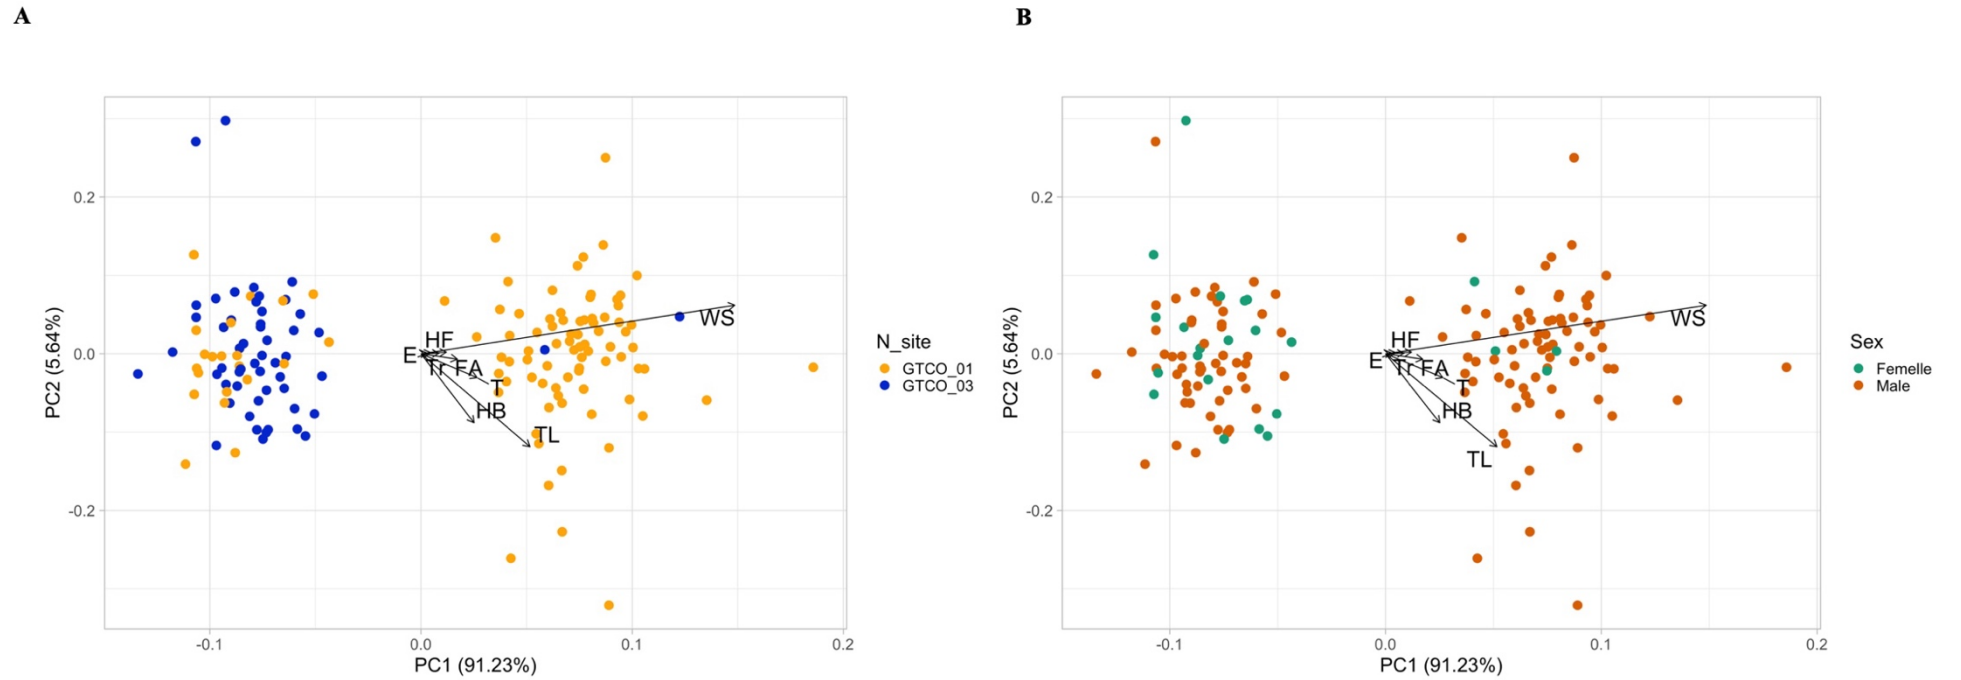 A
B
0.2
0.0
-0.2
PC2 (5.64%)
-0.1
0.0
0.1
0.2
PC1 (91.23%)
HF
E
Tr
FA
T
HB
TL
WS
N_site
GTCO_01
GTCO_03
0.2
0.0
-0.2
PC2 (5.64%)
-0.1
0.0
0.1
0.2
PC1 (91.23%)
HF
E
Tr
FA
T
HB
TL
WS
Sex
Femelle
Male